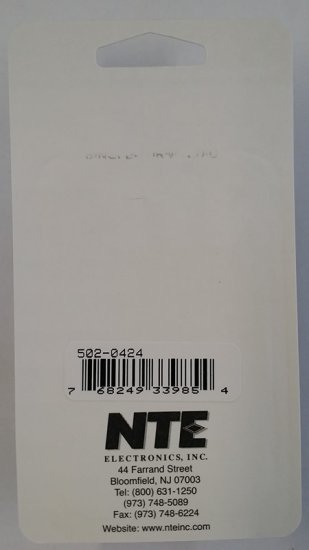 502-0424
7 68249 33985 4
NTE
ELECTRONICS, INC.
44 Farrand Street
Bloomfield, NJ 07003
Tel: (800) 631-1250
(973) 748-5089
Fax: (973) 748-6224
Website: www.nteinc.com